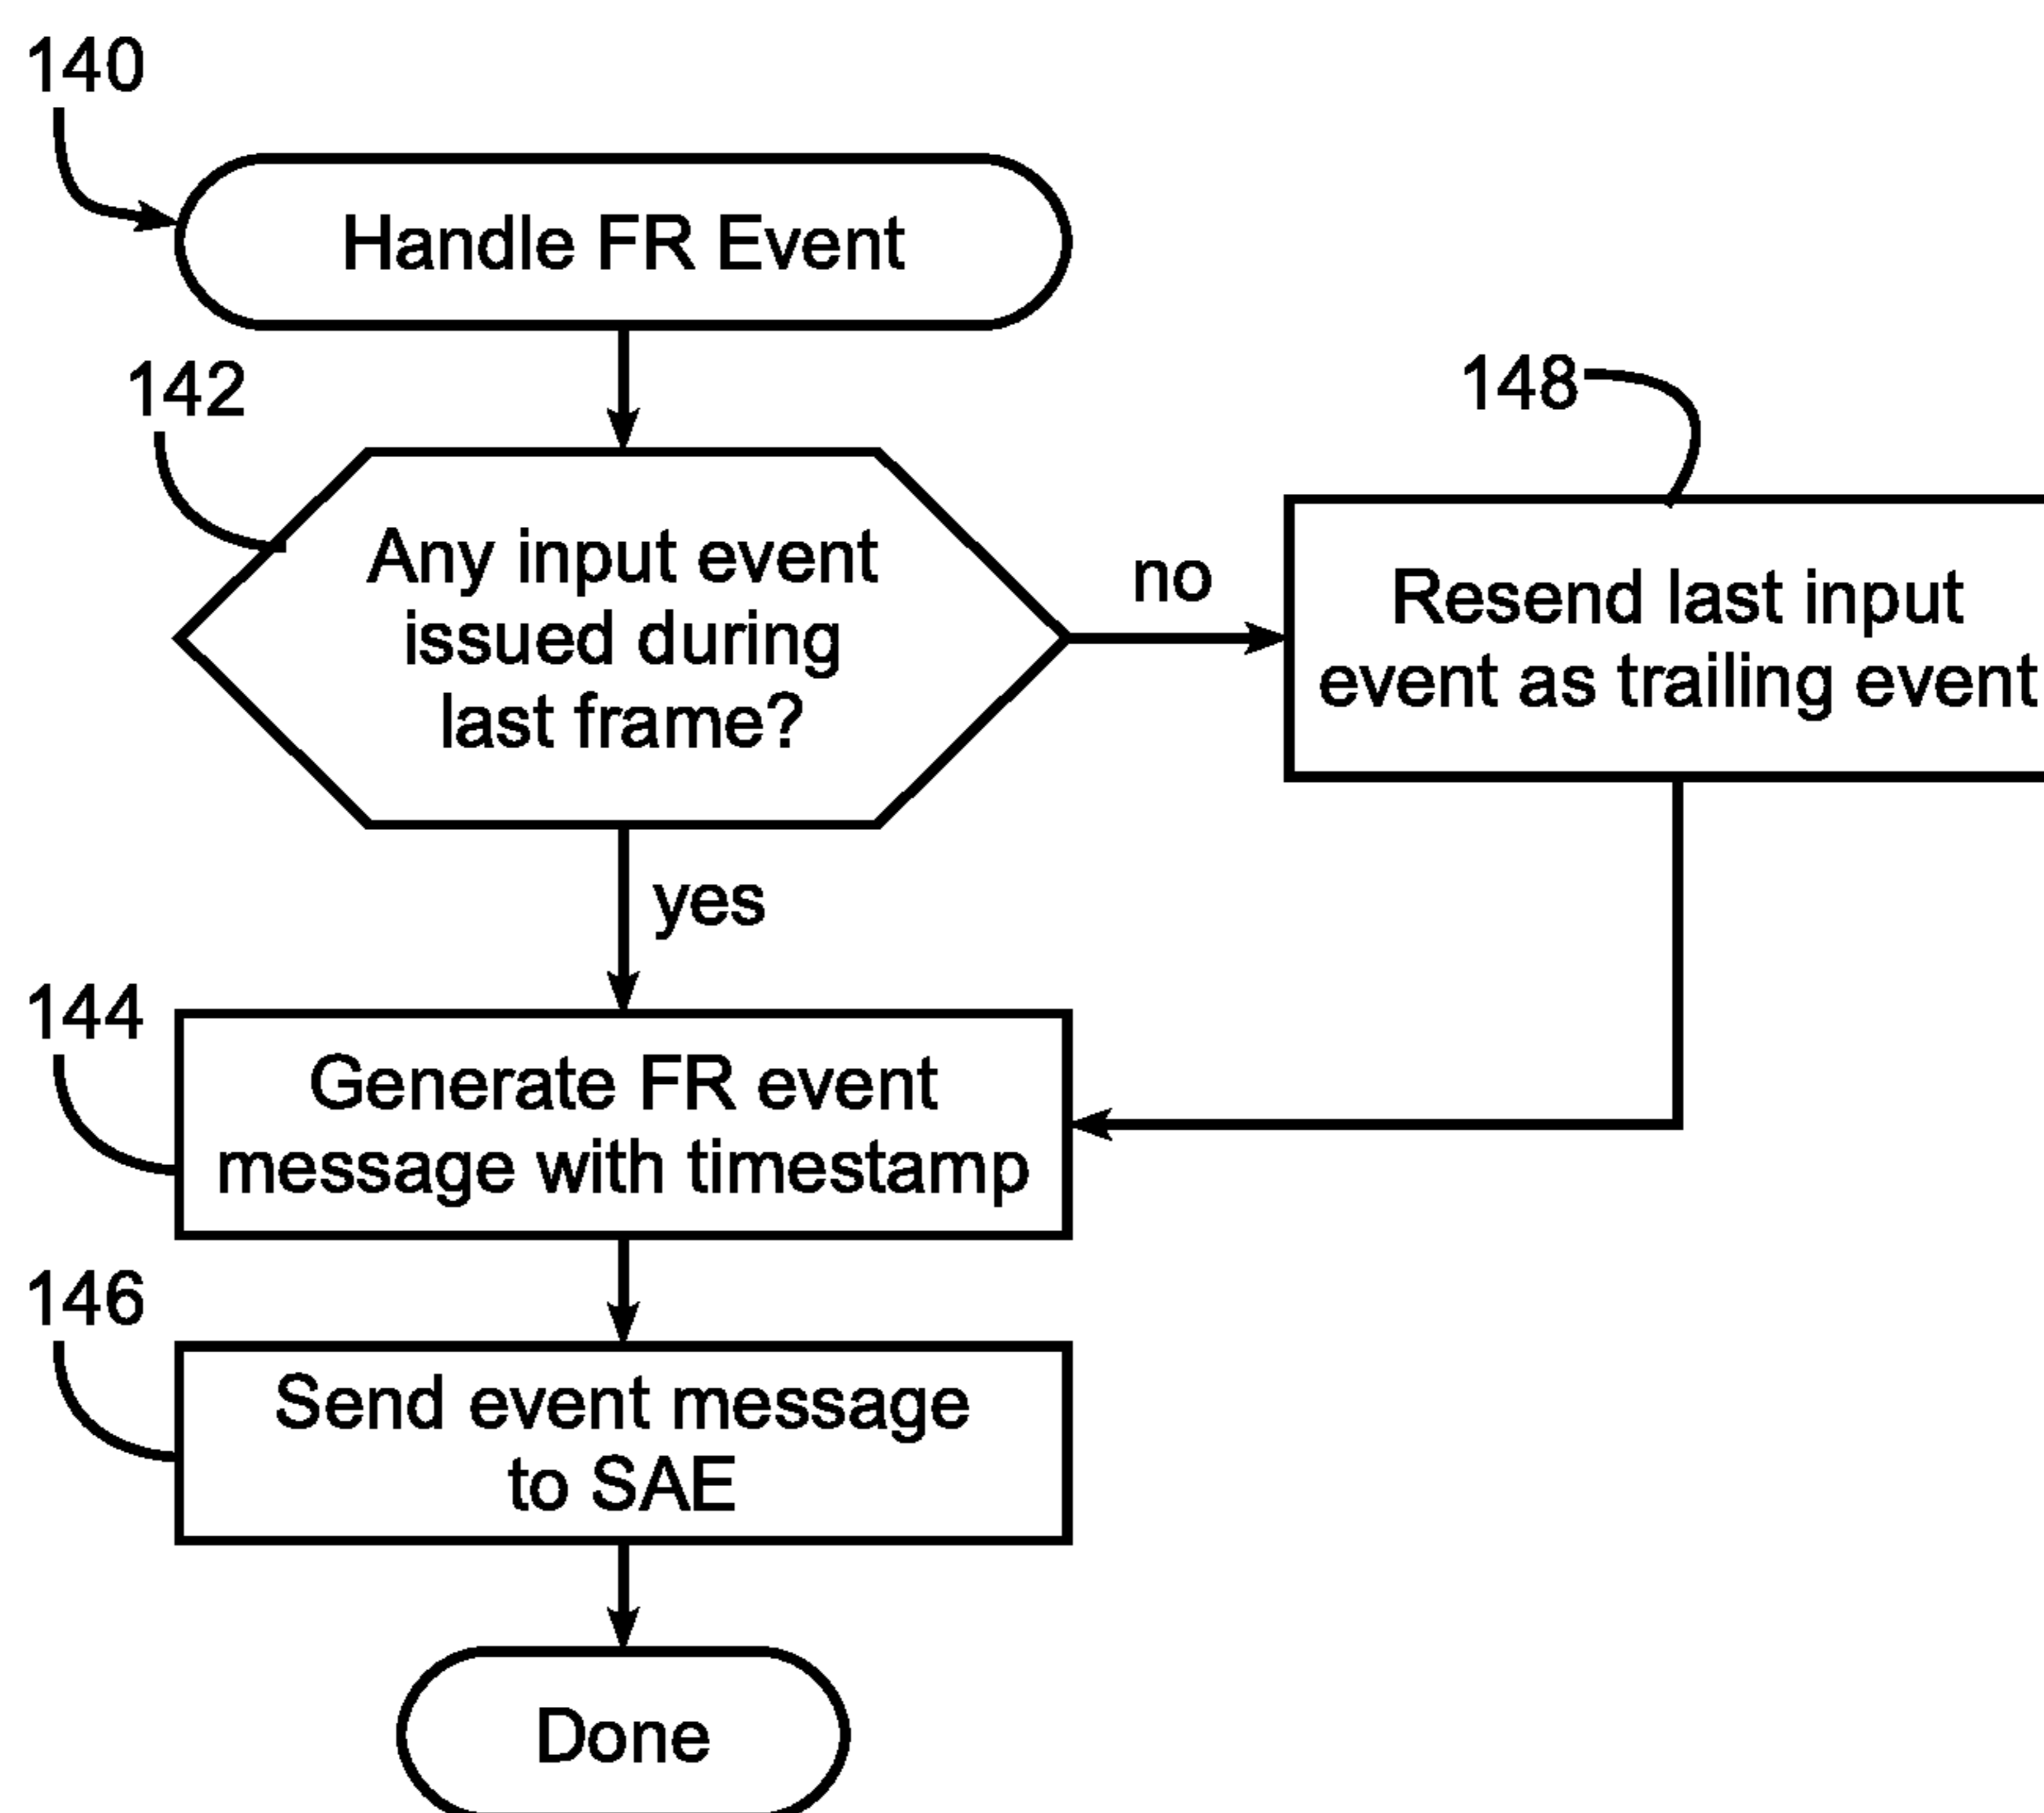 140
Handle FR Event
142
Any input event
issued during
last frame?
no
148
Resend last input
event as trailing event
yes
144
Generate FR event
message with timestamp
146
Send event message
to SAE
Done